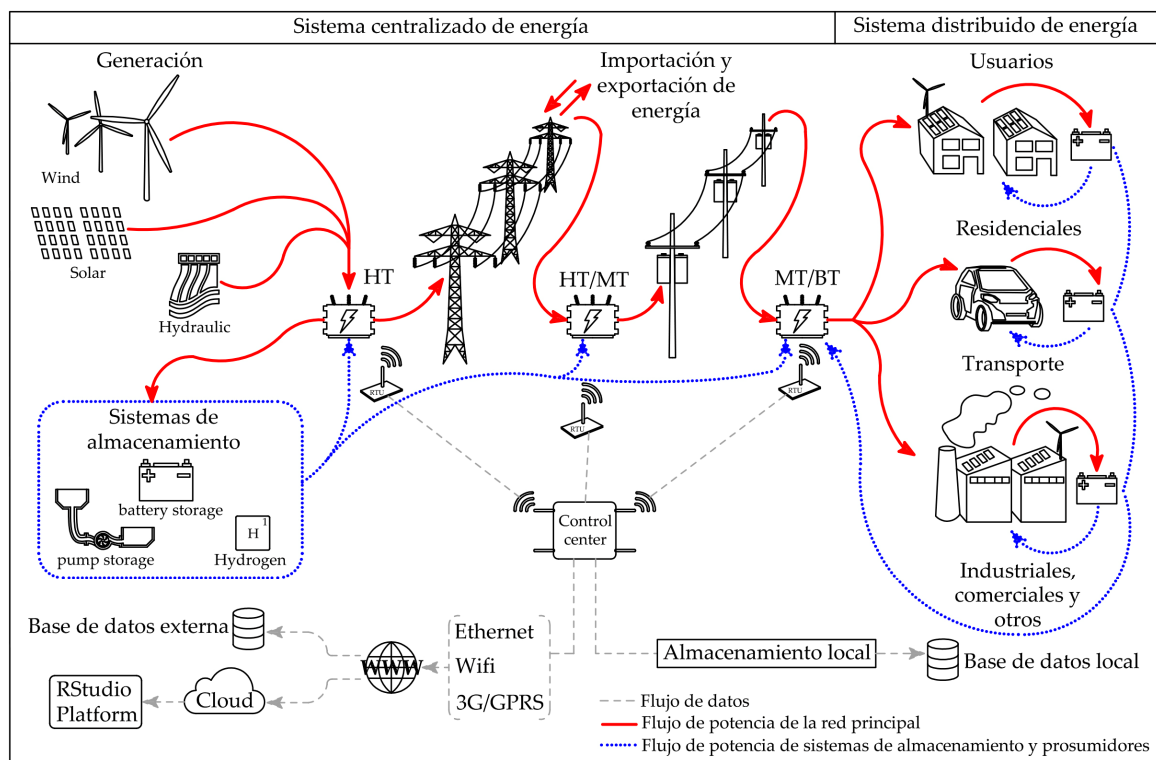 Sistema centralizado de energía
Sistema distribuido de energía
Generación
Importación y
exportación de
energía
Usuarios
Wind
Solar
Hydraulic
HT
HT/MT
MT/BT
Residenciales
Transporte
RTU
RTU
RTU
Sistemas de
almacenamiento
battery storage
pump storage
H
1
Hydrogen
Control
center
Industriales,
comerciales y
otros
Base de datos externa
WWW
Ethernet
Wifi
3G/GPRS
Almacenamiento local
Base de datos local
RStudio
Platform
Cloud
Flujo de datos
Flujo de potencia de la red principal
Flujo de potencia de sistemas de almacenamiento y prosumidores